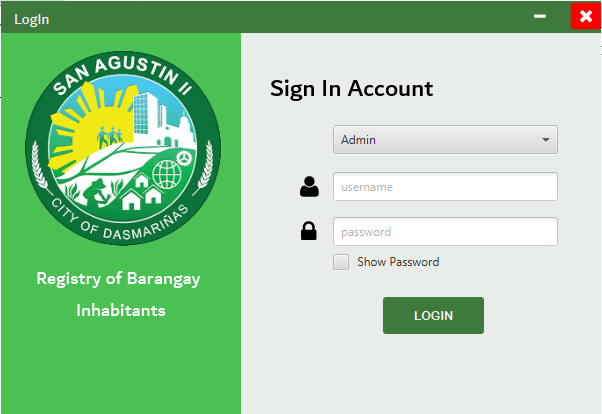 LogIn
SAN AGUSTIN II
CITY OF DASMARIÑAS
Registry of Barangay
Inhabitants
Sign In Account
Admin
username
password
Show Password
LOGIN